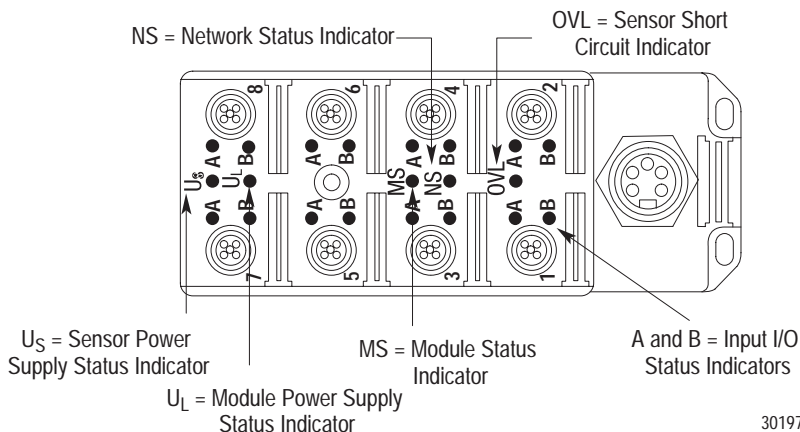 NS = Network Status Indicator
OVL = Sensor Short
Circuit Indicator
8
6
4
2
A
B
A
B
A
B
A
B
US
UL
MS
NS
OVL
A
B
A
B
A
B
A
B
7
5
3
1
US = Sensor Power
Supply Status Indicator
UL = Module Power Supply
Status Indicator
MS = Module Status
Indicator
A and B = Input I/O
Status Indicators
30197